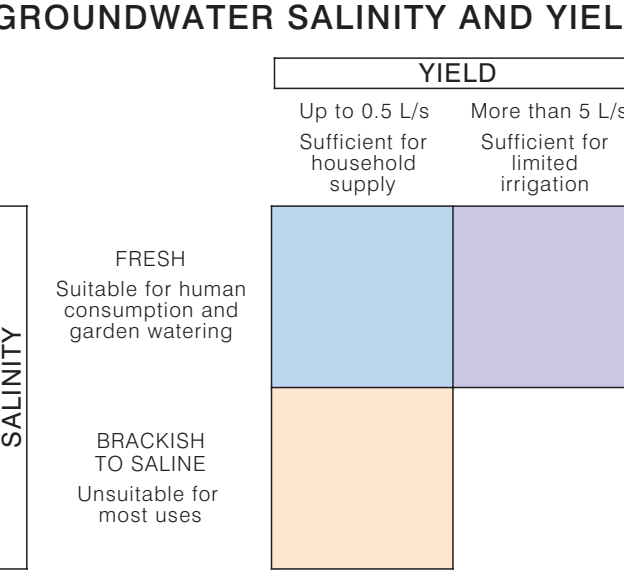 GROUNDWATER SALINITY AND YIEL
YIELD
Up to 0.5 L/s
Sufficient for
household
supply
More than 5 L/s
Sufficient for
limited
irrigation
SALINITY
FRESH
Suitable for human
consumption and
garden watering
BRACKISH
TO SALINE
Unsuitable for
most uses